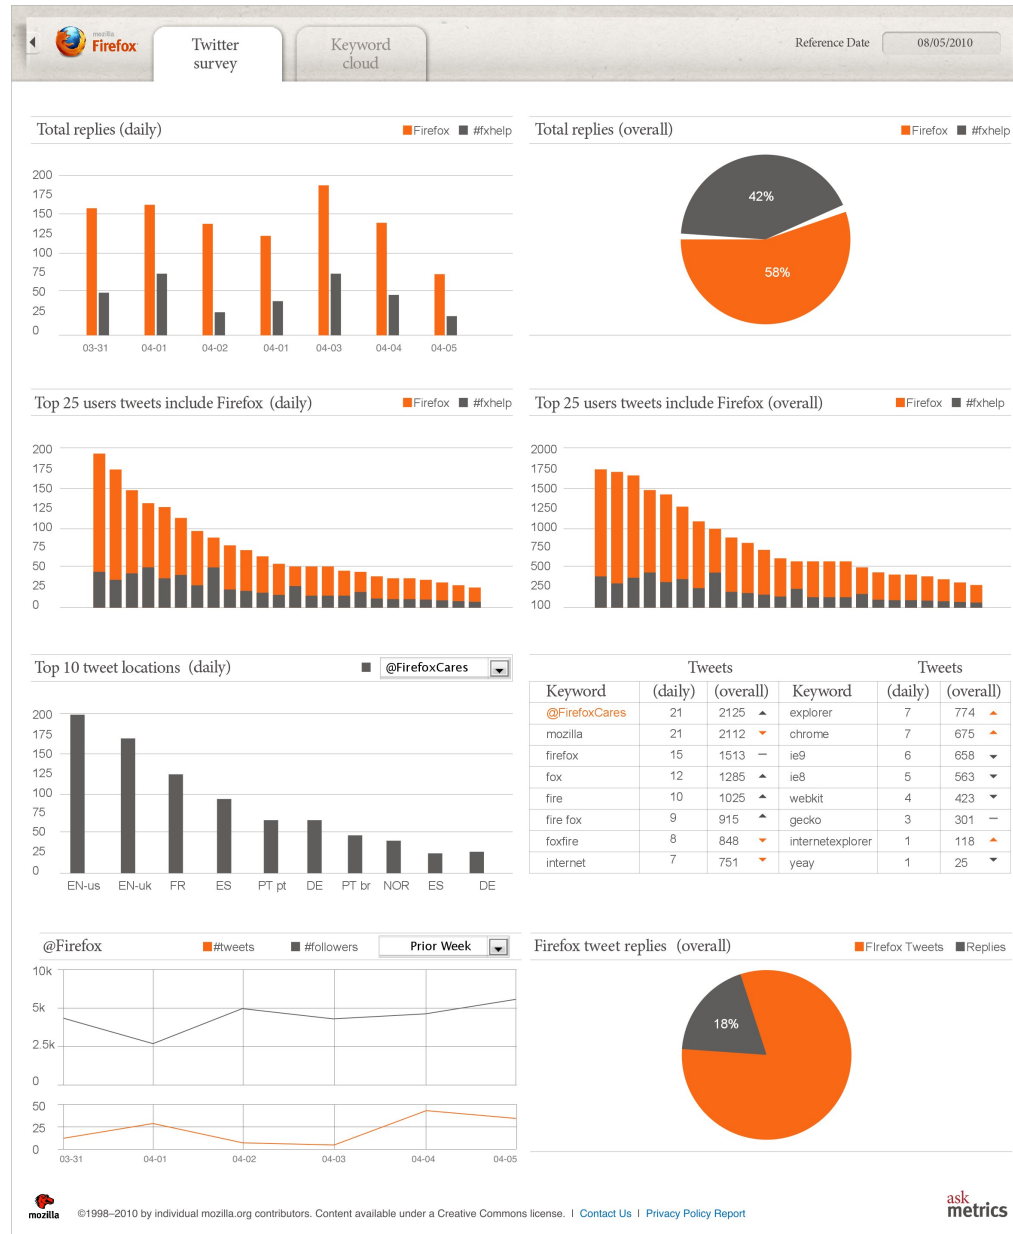 mozilla
Firefox
Twitter
survey
Keyword
cloud
Reference Date
08/05/2010
Total replies (daily)
Firefox #fxhelp
200
175
150
125
100
75
50
25
0
03-31 04-01 04-02 04-01 04-03 04-04 04-05
Total replies (overall)
Firefox #fxhelp
42%
58%
Top 25 users tweets include Firefox (daily)
Firefox #fxhelp
200
175
150
125
100
75
50
25
0
Top 25 users tweets include Firefox (overall)
Firefox #fxhelp
2000
1750
1500
1250
1000
750
500
250
100
Top 10 tweet locations (daily)
@FirefoxCares
200
175
150
125
100
75
50
25
0
EN-us EN-uk FR ES PT pt DE PT br NOR ES DE
Tweets Tweets
Keyword (daily) (overall) Keyword (daily) (overall)
@FirefoxCares 21 2125 explorer 7 774
mozilla 21 2112 chrome 7 675
firefox 15 1513 ie9 6 658
fox 12 1285 ie8 5 563
fire 10 1025 webkit 4 423
fire fox 9 915 gecko 3 301
foxfire 8 848 internetexplorer 1 118
internet 7 751 yeay 1 25
@Firefox
#tweets #followers
Prior Week
10k
5k
2.5k
0
50
25
0
03-31 04-01 04-02 04-03 04-04 04-05
Firefox tweet replies (overall)
FIrefox Tweets Replies
18%
mozilla
©1998–2010 by individual mozilla.org contributors. Content available under a Creative Commons license. | Contact Us | Privacy Policy Report
ask
metrics